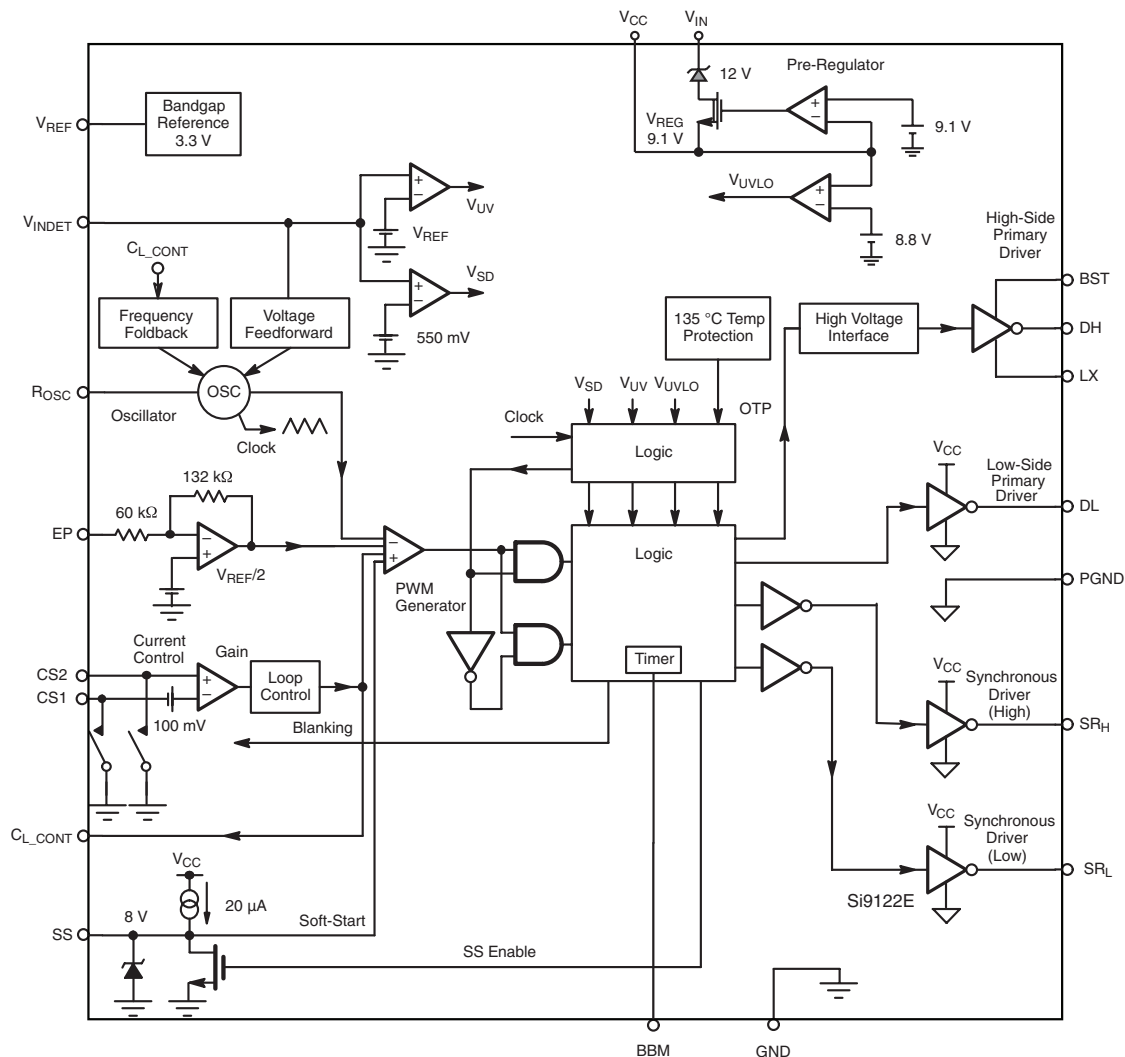 VCC
VIN
12 V
Pre-Regulator
+
−
9.1 V
VREG
9.1 V
VREF
Bandgap
Reference
3.3 V
VUVLO
+
−
8.8 V
VINDET
+
−
VUV
VREF
CL_CONT
+
−
VSD
550 mV
Frequency
Foldback
Voltage
Feedforward
135 °C Temp
Protection
High Voltage
Interface
High-Side
Primary
Driver
BST
DH
LX
ROSC
OSC
Oscillator
Clock
VSD
VUV
VUVLO
OTP
Clock
Logic
132 kΩ
60 kΩ
EP
−
+
VREF/2
−
+
PWM
Generator
Logic
Timer
VCC
Low-Side
Primary
Driver
DL
PGND
Current
Control
Gain
CS2
CS1
+
−
Loop
Control
100 mV
Blanking
VCC
Synchronous
Driver
(High)
SRH
CL_CONT
VCC
Synchronous
Driver
(Low)
SRL
Si9122E
VCC
20 µA
8 V
Soft-Start
SS
SS Enable
BBM
GND